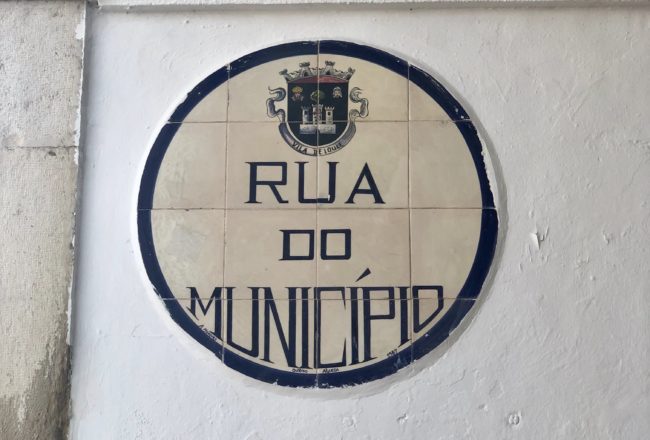 VILA DE LOULÉ
RUA
DO
MUNICÍPIO